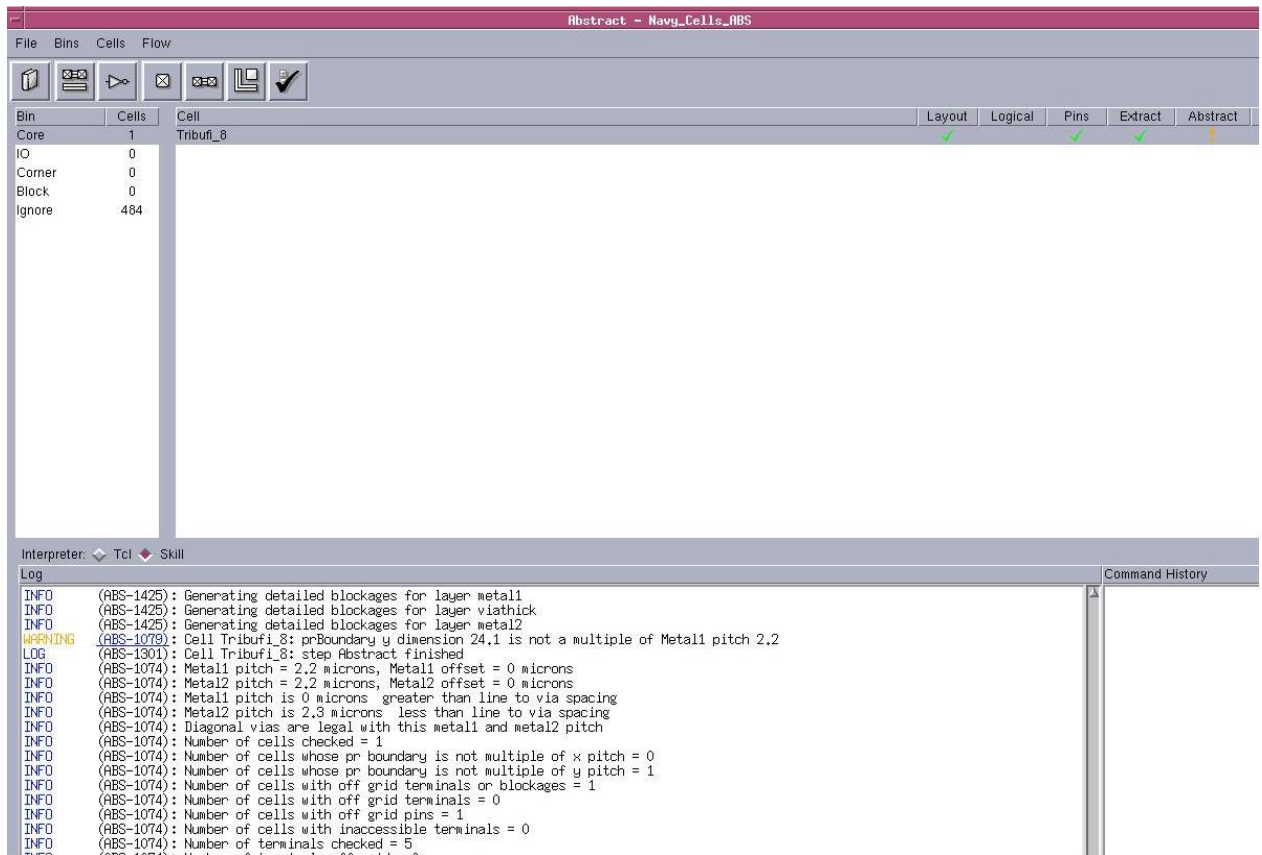 Abstract - Navy_Cells_ABS
File Bins Cells Flow
Bin Cells Cell Layout Logical Pins Extract Abstract
Core 1 Tribufi_8
IO 0
Corner 0
Block 0
Ignore 484
Interpreter: Tcl Skill
Log Command History
INFO (ABS-1425): Generating detailed blockages for layer metal1
INFO (ABS-1425): Generating detailed blockages for layer viathick
INFO (ABS-1425): Generating detailed blockages for layer metal2
WARNING (ABS-1079): Cell Tribufi_8: prBoundary y dimension 24.1 is not a multiple of Metal1 pitch 2.2
LOG (ABS-1301): Cell Tribufi_8: step Abstract finished
INFO (ABS-1074): Metal1 pitch = 2.2 microns, Metal1 offset = 0 microns
INFO (ABS-1074): Metal2 pitch = 2.2 microns, Metal2 offset = 0 microns
INFO (ABS-1074): Metal1 pitch is 0 microns greater than line to via spacing
INFO (ABS-1074): Metal2 pitch is 2.3 microns less than line to via spacing
INFO (ABS-1074): Diagonal vias are legal with this metal1 and metal2 pitch
INFO (ABS-1074): Number of cells checked = 1
INFO (ABS-1074): Number of cells whose pr boundary is not multiple of x pitch = 0
INFO (ABS-1074): Number of cells whose pr boundary is not multiple of y pitch = 1
INFO (ABS-1074): Number of cells with off grid terminals or blockages = 1
INFO (ABS-1074): Number of cells with off grid terminals = 0
INFO (ABS-1074): Number of cells with off grid pins = 1
INFO (ABS-1074): Number of cells with inaccessible terminals = 0
INFO (ABS-1074): Number of terminals checked = 5